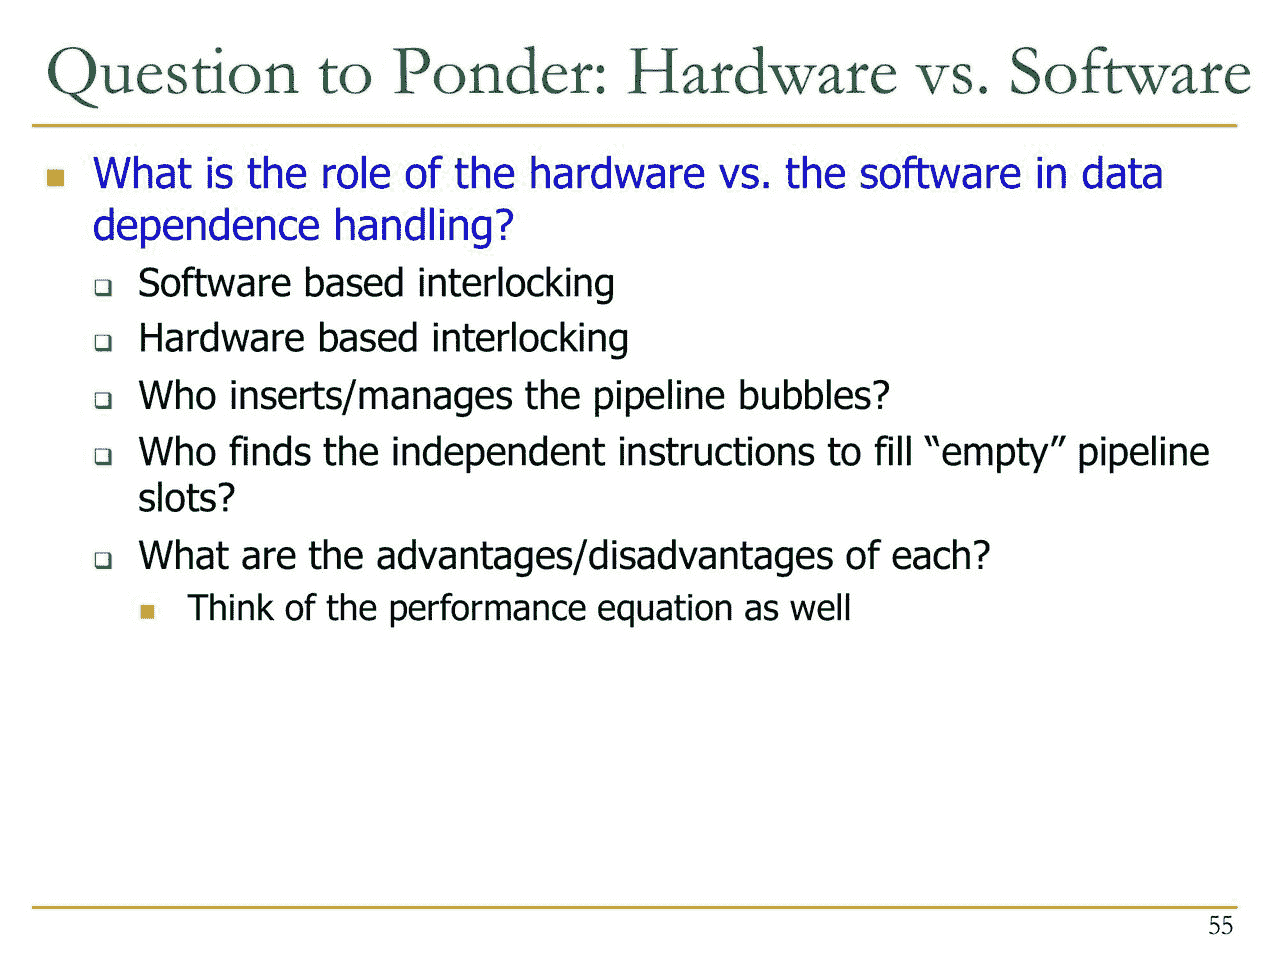 Question to Ponder: Hardware vs. Software
What is the role of the hardware vs. the software in data
dependence handling?
Software based interlocking
Hardware based interlocking
Who inserts/manages the pipeline bubbles?
Who finds the independent instructions to fill “empty” pipeline
slots?
What are the advantages/disadvantages of each?
Think of the performance equation as well
55